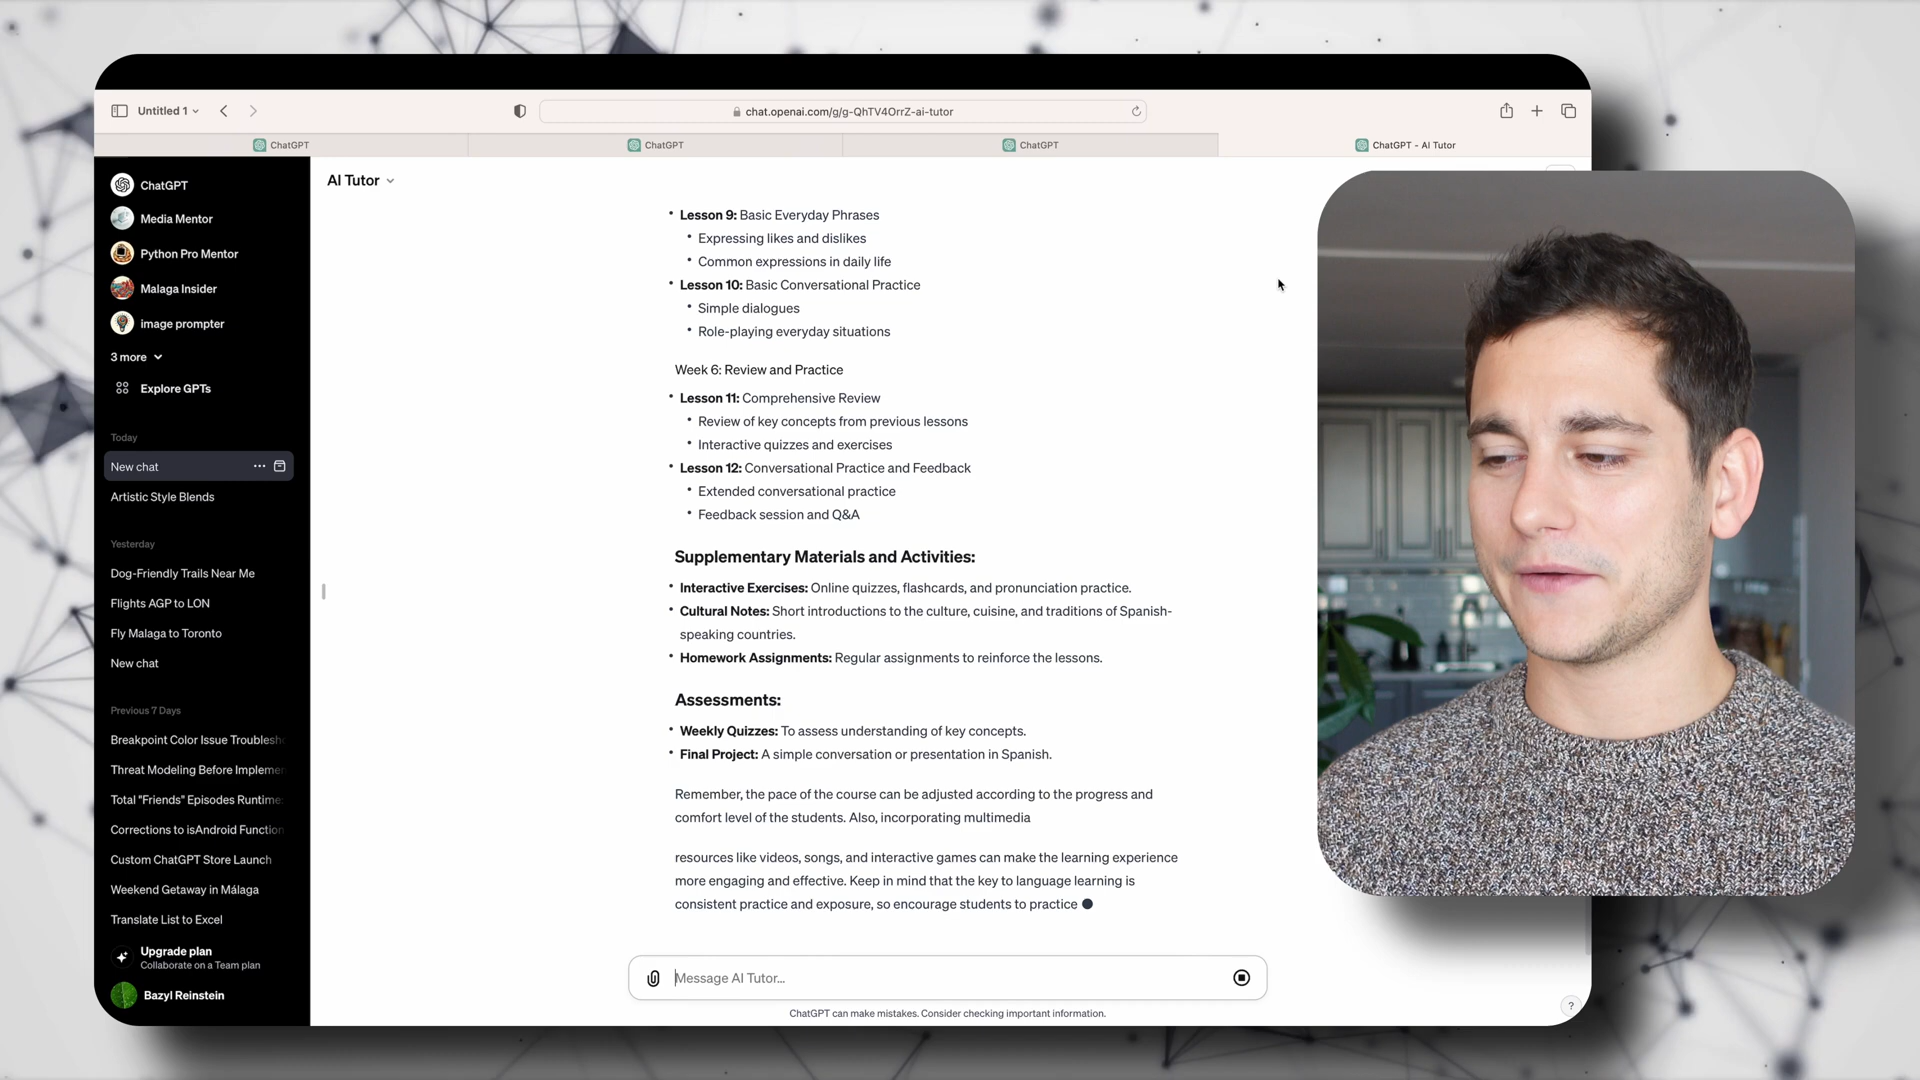 Untitled 1
chat.openai.com/g/g-QhTV4OrrZ-ai-tutor
ChatGPT
ChatGPT
ChatGPT
ChatGPT - AI Tutor
ChatGPT
Media Mentor
Python Pro Mentor
Malaga Insider
image prompter
3 more
Explore GPTs
Today
New chat
Artistic Style Blends
Yesterday
Dog-Friendly Trails Near Me
Flights AGP to LON
Fly Malaga to Toronto
New chat
Previous 7 Days
Breakpoint Color Issue Troublesh
Threat Modeling Before Implemen
Total "Friends" Episodes Runtime:
Corrections to isAndroid Function
Custom ChatGPT Store Launch
Weekend Getaway in Málaga
Translate List to Excel
Upgrade plan
Collaborate on a Team plan
Bazyl Reinstein
AI Tutor
• Lesson 9: Basic Everyday Phrases
• Expressing likes and dislikes
• Common expressions in daily life
• Lesson 10: Basic Conversational Practice
• Simple dialogues
• Role-playing everyday situations
Week 6: Review and Practice
• Lesson 11: Comprehensive Review
• Review of key concepts from previous lessons
• Interactive quizzes and exercises
• Lesson 12: Conversational Practice and Feedback
• Extended conversational practice
• Feedback session and Q&A
Supplementary Materials and Activities:
• Interactive Exercises: Online quizzes, flashcards, and pronunciation practice.
• Cultural Notes: Short introductions to the culture, cuisine, and traditions of Spanish-
speaking countries.
• Homework Assignments: Regular assignments to reinforce the lessons.
Assessments:
• Weekly Quizzes: To assess understanding of key concepts.
• Final Project: A simple conversation or presentation in Spanish.
Remember, the pace of the course can be adjusted according to the progress and
comfort level of the students. Also, incorporating multimedia
resources like videos, songs, and interactive games can make the learning experience
more engaging and effective. Keep in mind that the key to language learning is
consistent practice and exposure, so encourage students to practice
Message AI Tutor...
ChatGPT can make mistakes. Consider checking important information.
?